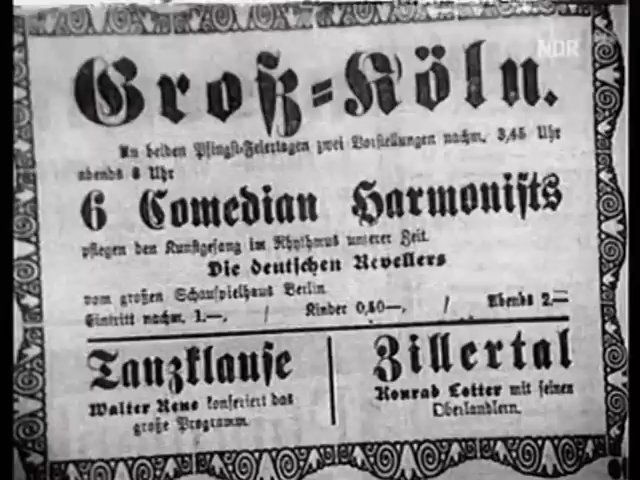 NDR
Groß-Köln.
An beiden Pfingst-Feiertagen zwei Vorstellungen nachm. 3,45 Uhr
abends 8 Uhr
6 Comedian Harmonists
pflegen den Kunstgesang im Rhythmus unserer Zeit.
Die deutschen Revellers
vom großen Schauspielhaus Berlin
Eintritt nachm. 1.—, / Kinder 0,50—, / Abends 2.—
Tanzklause
Walter Rene konferiert das
große Programm.
Zillertal
Konrad Lotter mit seinen
Oberlandlern.